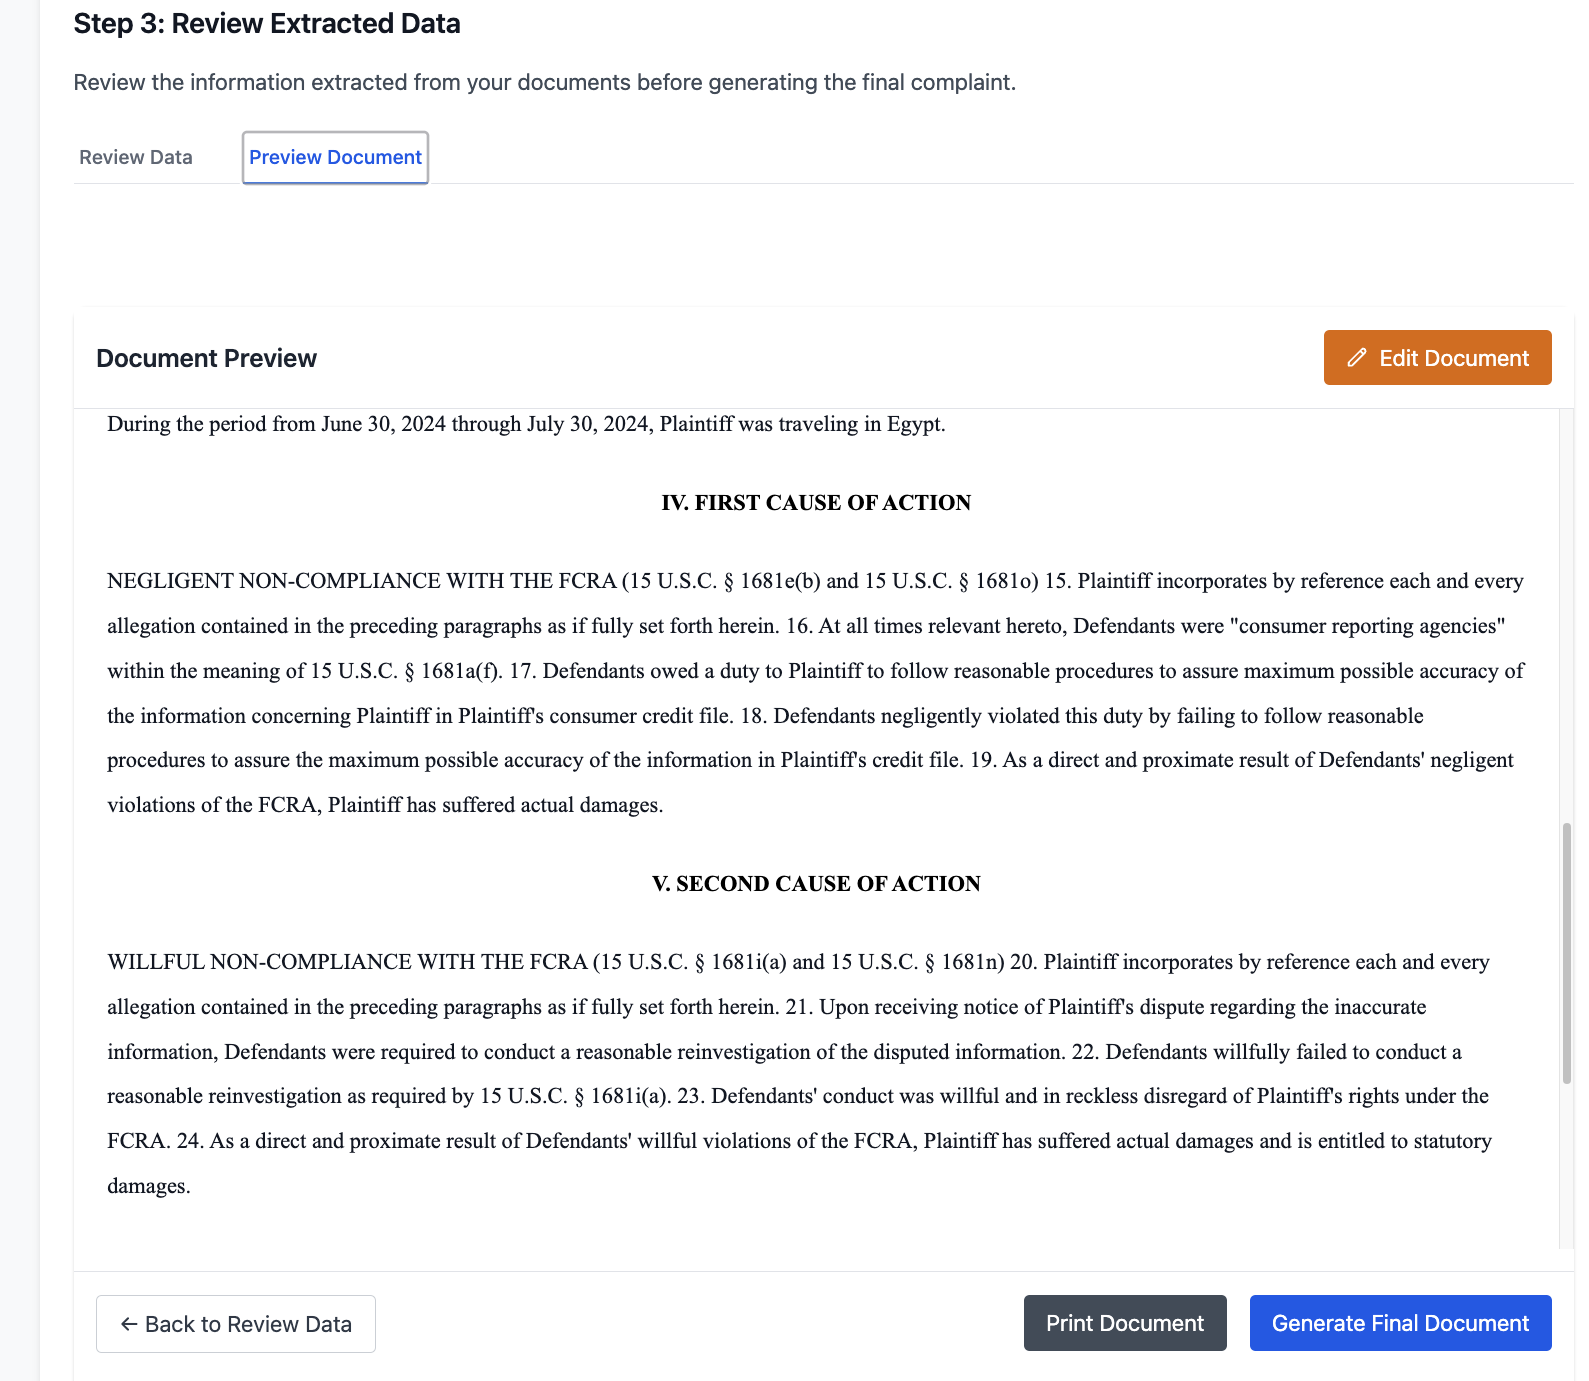 Step 3: Review Extracted Data
Review the information extracted from your documents before generating the final complaint.
Review Data
Preview Document
Document Preview
Edit Document
During the period from June 30, 2024 through July 30, 2024, Plaintiff was traveling in Egypt.
IV. FIRST CAUSE OF ACTION
NEGLIGENT NON-COMPLIANCE WITH THE FCRA (15 U.S.C. § 1681e(b) and 15 U.S.C. § 1681o) 15. Plaintiff incorporates by reference each and every
allegation contained in the preceding paragraphs as if fully set forth herein. 16. At all times relevant hereto, Defendants were "consumer reporting agencies"
within the meaning of 15 U.S.C. § 1681a(f). 17. Defendants owed a duty to Plaintiff to follow reasonable procedures to assure maximum possible accuracy of
the information concerning Plaintiff in Plaintiff's consumer credit file. 18. Defendants negligently violated this duty by failing to follow reasonable
procedures to assure the maximum possible accuracy of the information in Plaintiff's credit file. 19. As a direct and proximate result of Defendants' negligent
violations of the FCRA, Plaintiff has suffered actual damages.
V. SECOND CAUSE OF ACTION
WILLFUL NON-COMPLIANCE WITH THE FCRA (15 U.S.C. § 1681i(a) and 15 U.S.C. § 1681n) 20. Plaintiff incorporates by reference each and every
allegation contained in the preceding paragraphs as if fully set forth herein. 21. Upon receiving notice of Plaintiff's dispute regarding the inaccurate
information, Defendants were required to conduct a reasonable reinvestigation of the disputed information. 22. Defendants willfully failed to conduct a
reasonable reinvestigation as required by 15 U.S.C. § 1681i(a). 23. Defendants' conduct was willful and in reckless disregard of Plaintiff's rights under the
FCRA. 24. As a direct and proximate result of Defendants' willful violations of the FCRA, Plaintiff has suffered actual damages and is entitled to statutory
damages.
← Back to Review Data
Print Document
Generate Final Document